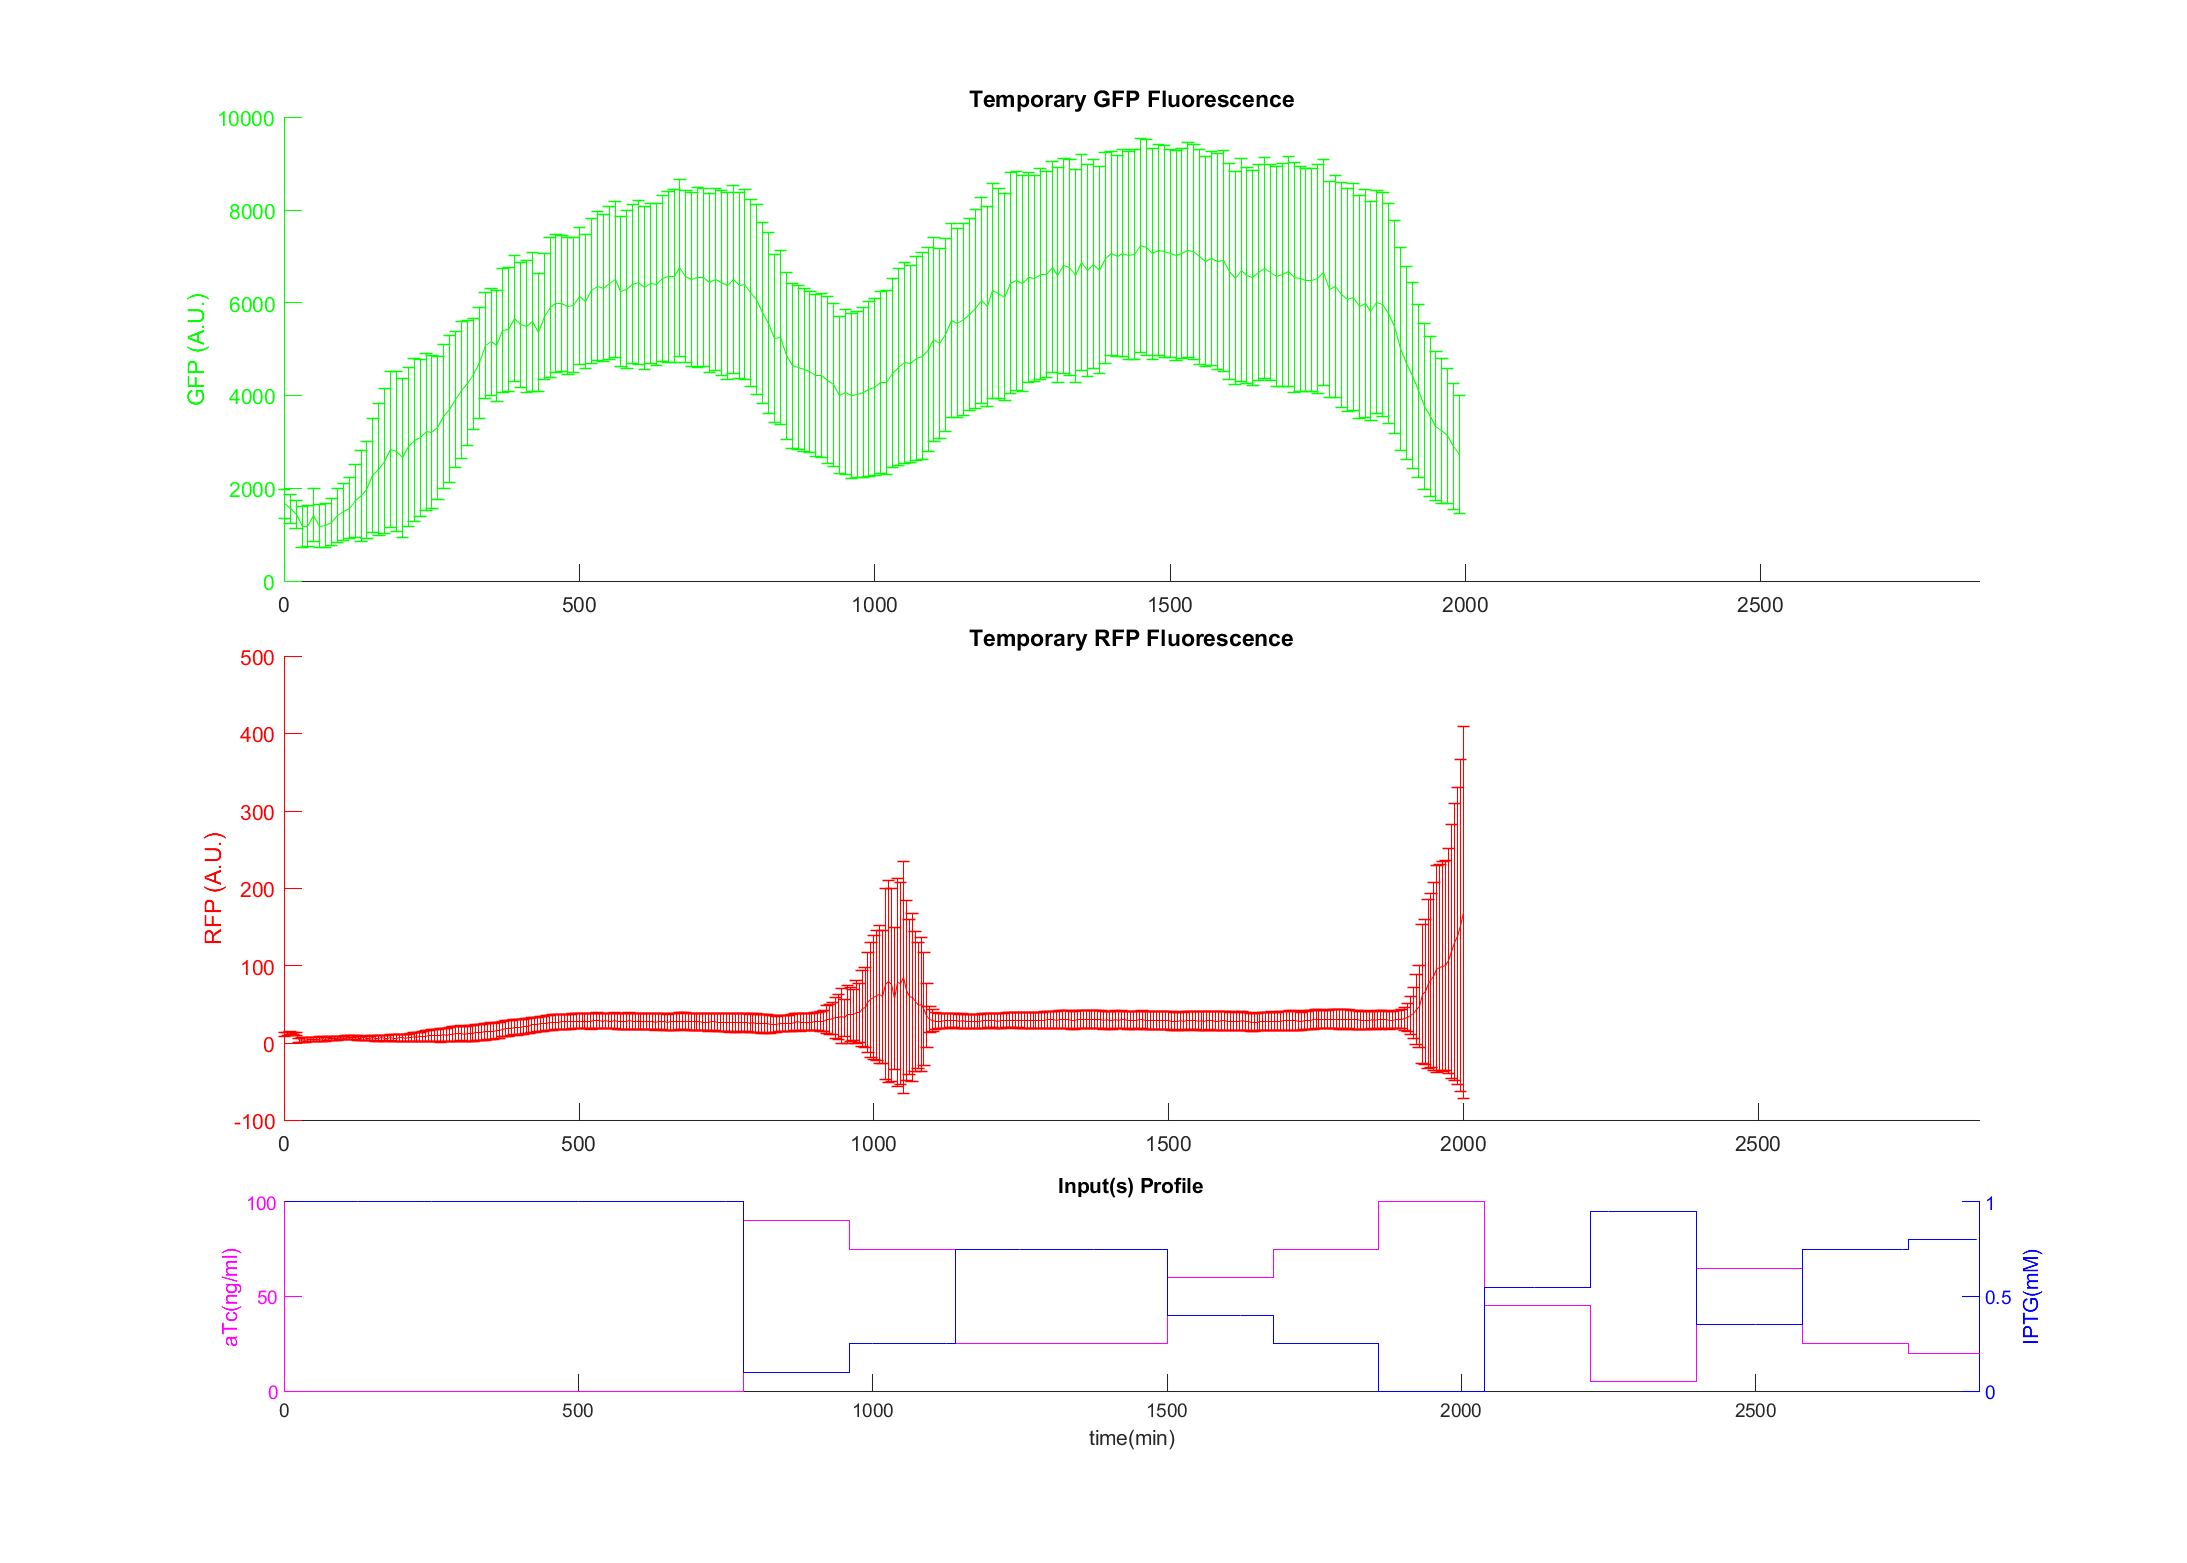 Temporary GFP Fluorescence
GFP (A.U.)
10000
8000
6000
4000
2000
0
0 500 1000 1500 2000 2500
Temporary RFP Fluorescence
RFP (A.U.)
500
400
300
200
100
0
-100
0 500 1000 1500 2000 2500
Input(s) Profile
aTc(ng/ml)
100
50
0
1
0.5
0
IPTG(mM)
0 500 1000 1500 2000 2500
time(min)